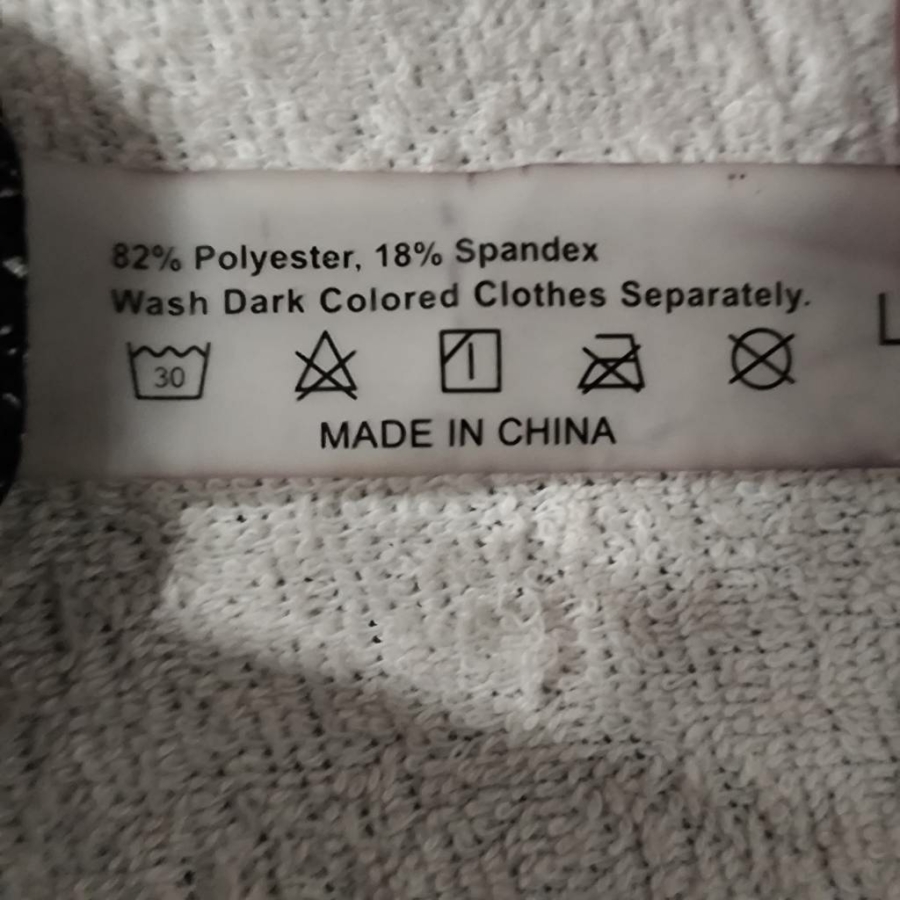 82% Polyester, 18% Spandex
Wash Dark Colored Clothes Separately.
30
MADE IN CHINA
L